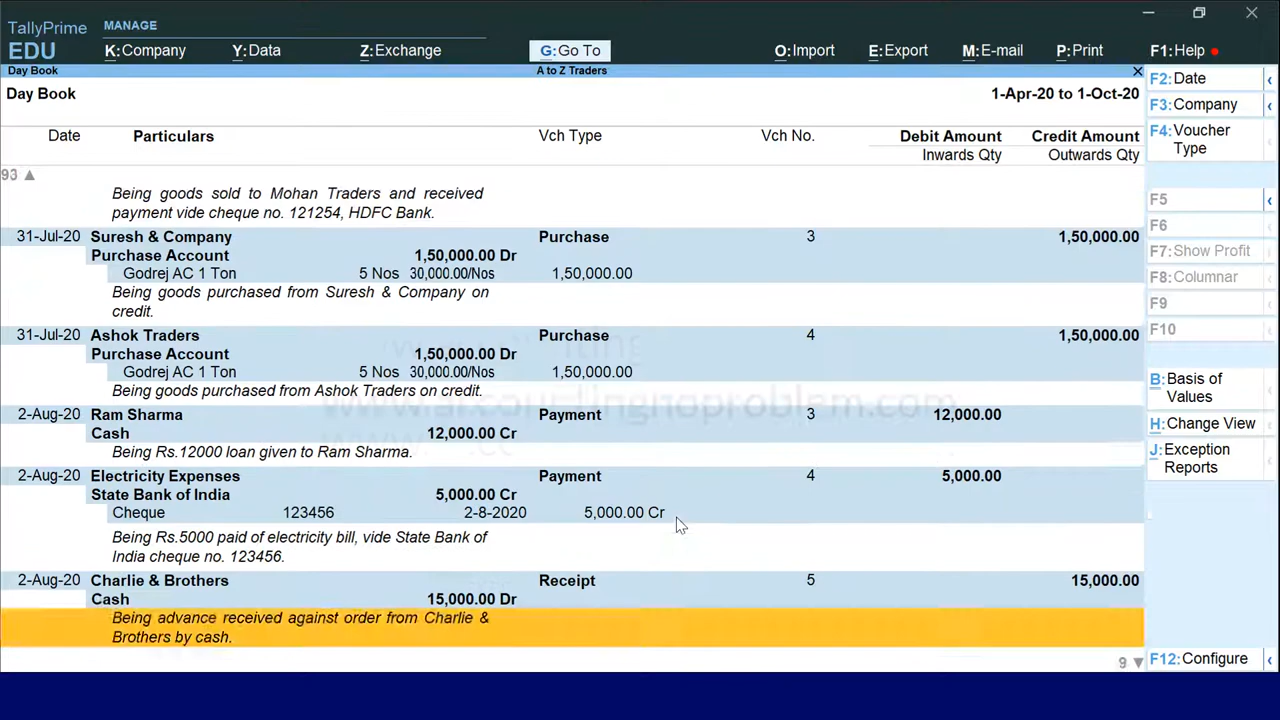 TallyPrime MANAGE
EDU K:Company Y:Data Z:Exchange G:Go To O:Import E:Export M:E-mail P:Print F1:Help
Day Book A to Z Traders
Day Book 1-Apr-20 to 1-Oct-20
Date Particulars Vch Type Vch No. Debit Amount Credit Amount
Inwards Qty Outwards Qty
93
Being goods sold to Mohan Traders and received
payment vide cheque no. 121254, HDFC Bank.
31-Jul-20 Suresh & Company Purchase 3 1,50,000.00
Purchase Account 1,50,000.00 Dr
Godrej AC 1 Ton 5 Nos 30,000.00/Nos 1,50,000.00
Being goods purchased from Suresh & Company on
credit.
31-Jul-20 Ashok Traders Purchase 4 1,50,000.00
Purchase Account 1,50,000.00 Dr
Godrej AC 1 Ton 5 Nos 30,000.00/Nos 1,50,000.00
Being goods purchased from Ashok Traders on credit.
2-Aug-20 Ram Sharma Payment 3 12,000.00
Cash 12,000.00 Cr
Being Rs.12000 loan given to Ram Sharma.
2-Aug-20 Electricity Expenses Payment 4 5,000.00
State Bank of India 5,000.00 Cr
Cheque 123456 2-8-2020 5,000.00 Cr
Being Rs.5000 paid of electricity bill, vide State Bank of
India cheque no. 123456.
2-Aug-20 Charlie & Brothers Receipt 5 15,000.00
Cash 15,000.00 Dr
Being advance received against order from Charlie &
Brothers by cash.
9
F2:Date
F3:Company
F4:Voucher
Type
F5
F6
F7:Show Profit
F8:Columnar
F9
F10
B:Basis of
Values
H:Change View
J:Exception
Reports
F12:Configure
www.accountingnoproblem.com